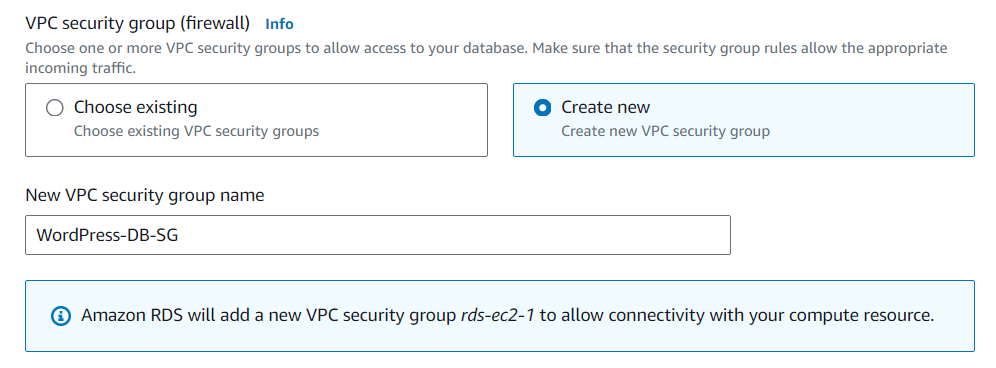 VPC security group (firewall) Info
Choose one or more VPC security groups to allow access to your database. Make sure that the security group rules allow the appropriate
incoming traffic.
Choose existing
Choose existing VPC security groups
Create new
Create new VPC security group
New VPC security group name
WordPress-DB-SG
Amazon RDS will add a new VPC security group rds-ec2-1 to allow connectivity with your compute resource.